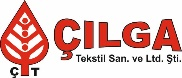 ÇILGA
Tekstil San. ve Ltd. Şti.
ÇT